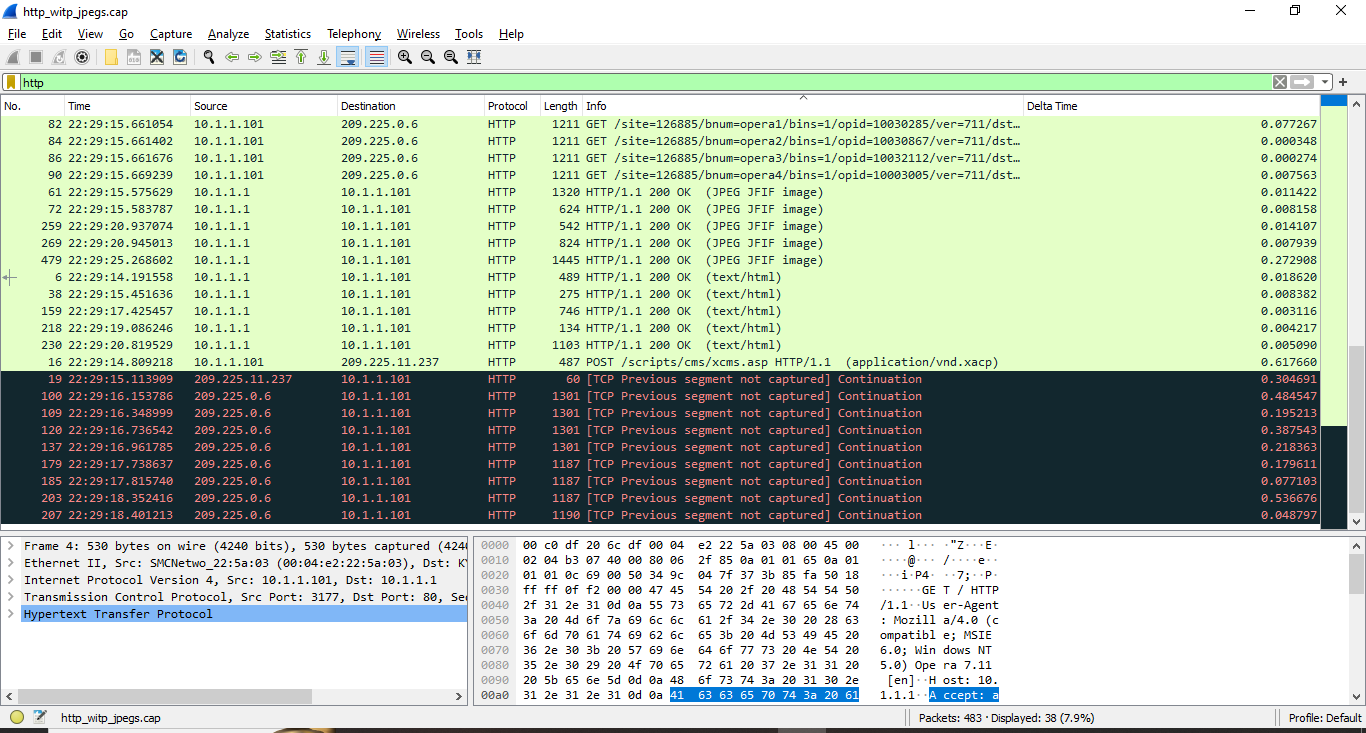 http_witp_jpegs.cap
File Edit View Go Capture Analyze Statistics Telephony Wireless Tools Help
http
No. Time Source Destination Protocol Length Info Delta Time
82 22:29:15.661054 10.1.1.101 209.225.0.6 HTTP 1211 GET /site=126885/bnum=opera1/bins=1/opid=10030285/ver=711/dst… 0.077267
84 22:29:15.661402 10.1.1.101 209.225.0.6 HTTP 1211 GET /site=126885/bnum=opera2/bins=1/opid=10030867/ver=711/dst… 0.000348
86 22:29:15.661676 10.1.1.101 209.225.0.6 HTTP 1211 GET /site=126885/bnum=opera3/bins=1/opid=10032112/ver=711/dst… 0.000274
90 22:29:15.669239 10.1.1.101 209.225.0.6 HTTP 1211 GET /site=126885/bnum=opera4/bins=1/opid=10003005/ver=711/dst… 0.007563
61 22:29:15.575629 10.1.1.1 10.1.1.101 HTTP 1320 HTTP/1.1 200 OK (JPEG JFIF image) 0.011422
72 22:29:15.583787 10.1.1.1 10.1.1.101 HTTP 624 HTTP/1.1 200 OK (JPEG JFIF image) 0.008158
259 22:29:20.937074 10.1.1.1 10.1.1.101 HTTP 542 HTTP/1.1 200 OK (JPEG JFIF image) 0.014107
269 22:29:20.945013 10.1.1.1 10.1.1.101 HTTP 824 HTTP/1.1 200 OK (JPEG JFIF image) 0.007939
479 22:29:25.268602 10.1.1.1 10.1.1.101 HTTP 1445 HTTP/1.1 200 OK (JPEG JFIF image) 0.272908
6 22:29:14.191558 10.1.1.1 10.1.1.101 HTTP 489 HTTP/1.1 200 OK (text/html) 0.018620
38 22:29:15.451636 10.1.1.1 10.1.1.101 HTTP 275 HTTP/1.1 200 OK (text/html) 0.008382
159 22:29:17.425457 10.1.1.1 10.1.1.101 HTTP 746 HTTP/1.1 200 OK (text/html) 0.003116
218 22:29:19.086246 10.1.1.1 10.1.1.101 HTTP 134 HTTP/1.1 200 OK (text/html) 0.004217
230 22:29:20.819529 10.1.1.1 10.1.1.101 HTTP 1103 HTTP/1.1 200 OK (text/html) 0.005090
16 22:29:14.809218 10.1.1.101 209.225.11.237 HTTP 487 POST /scripts/cms/xcms.asp HTTP/1.1 (application/vnd.xacp) 0.617660
19 22:29:15.113909 209.225.11.237 10.1.1.101 HTTP 60 [TCP Previous segment not captured] Continuation 0.304691
100 22:29:16.153786 209.225.0.6 10.1.1.101 HTTP 1301 [TCP Previous segment not captured] Continuation 0.484547
109 22:29:16.348999 209.225.0.6 10.1.1.101 HTTP 1301 [TCP Previous segment not captured] Continuation 0.195213
120 22:29:16.736542 209.225.0.6 10.1.1.101 HTTP 1301 [TCP Previous segment not captured] Continuation 0.387543
137 22:29:16.961785 209.225.0.6 10.1.1.101 HTTP 1301 [TCP Previous segment not captured] Continuation 0.218363
179 22:29:17.738637 209.225.0.6 10.1.1.101 HTTP 1187 [TCP Previous segment not captured] Continuation 0.179611
185 22:29:17.815740 209.225.0.6 10.1.1.101 HTTP 1187 [TCP Previous segment not captured] Continuation 0.077103
203 22:29:18.352416 209.225.0.6 10.1.1.101 HTTP 1187 [TCP Previous segment not captured] Continuation 0.536676
207 22:29:18.401213 209.225.0.6 10.1.1.101 HTTP 1190 [TCP Previous segment not captured] Continuation 0.048797
Frame 4: 530 bytes on wire (4240 bits), 530 bytes captured (424
Ethernet II, Src: SMCNetwo_22:5a:03 (00:04:e2:22:5a:03), Dst: K
Internet Protocol Version 4, Src: 10.1.1.101, Dst: 10.1.1.1
Transmission Control Protocol, Src Port: 3177, Dst Port: 80, Se
Hypertext Transfer Protocol
0000 00 c0 df 20 6c df 00 04 e2 22 5a 03 08 00 45 00 ··· l··· ·"Z···E·
0010 02 04 b3 07 40 00 80 06 2f 85 0a 01 01 65 0a 01 ····@··· /····e··
0020 01 01 0c 69 00 50 34 9c 04 7f 37 3b 85 fa 50 18 ···i·P4· ··7;··P·
0030 ff ff 0f f2 00 00 47 45 54 20 2f 20 48 54 54 50 ······GE T / HTTP
0040 2f 31 2e 31 0d 0a 55 73 65 72 2d 41 67 65 6e 74 /1.1··Us er-Agent
0050 3a 20 4d 6f 7a 69 6c 6c 61 2f 34 2e 30 20 28 63 : Mozill a/4.0 (c
0060 6f 6d 70 61 74 69 62 6c 65 3b 20 4d 53 49 45 20 ompatibl e; MSIE
0070 36 2e 30 3b 20 57 69 6e 64 6f 77 73 20 4e 54 20 6.0; Win dows NT
0080 35 2e 30 29 20 4f 70 65 72 61 20 37 2e 31 31 20 5.0) Ope ra 7.11
0090 20 5b 65 6e 5d 0d 0a 48 6f 73 74 3a 20 31 30 2e [en]··H ost: 10.
00a0 31 2e 31 2e 31 0d 0a 41 63 63 65 70 74 3a 20 61 1.1.1··A ccept: a
http_witp_jpegs.cap Packets: 483 · Displayed: 38 (7.9%) Profile: Default